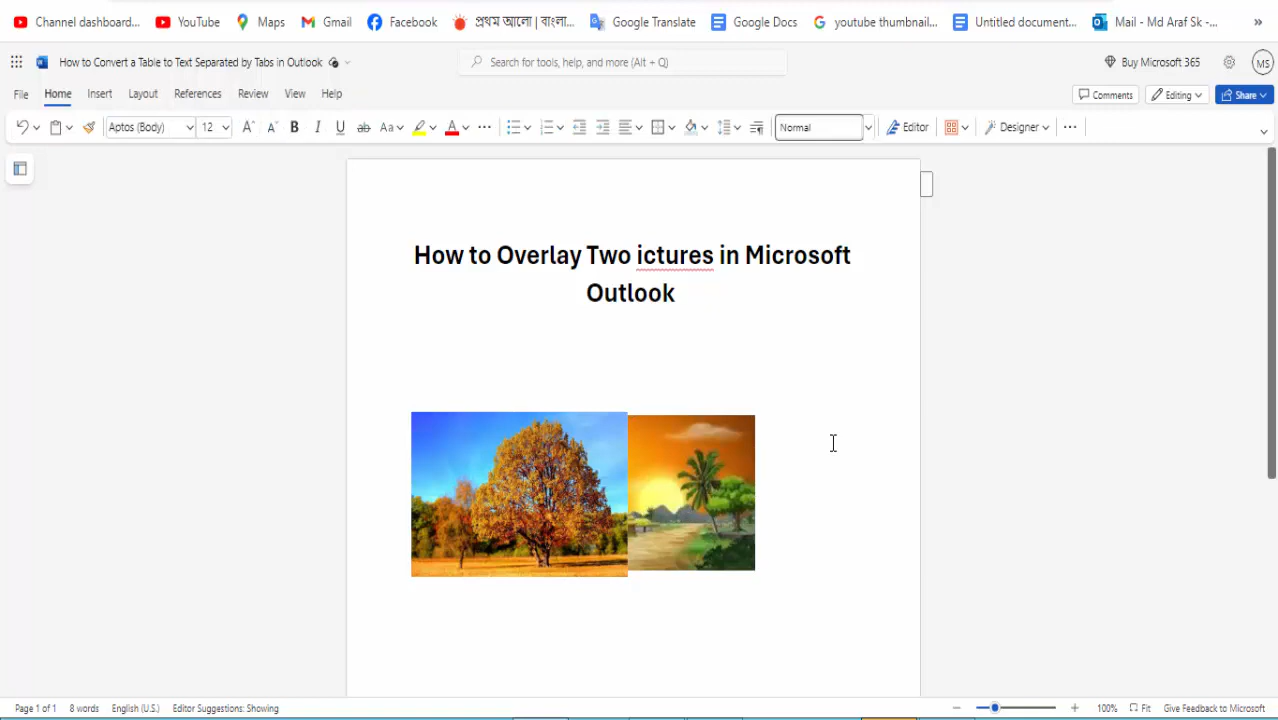 Channel dashboard... YouTube Maps Gmail Facebook প্রথম আলো | বাংলা... Google Translate Google Docs youtube thumbnail... Untitled document... Mail - Md Araf Sk -... »
How to Convert a Table to Text Separated by Tabs in Outlook Search for tools, help, and more (Alt + Q) Buy Microsoft 365 MS
File Home Insert Layout References Review View Help Comments Editing Share
Aptos (Body) 12 A A B I U ab Aa A Normal Editor Designer
How to Overlay Two ictures in Microsoft
Outlook
Page 1 of 1 8 words English (U.S.) Editor Suggestions: Showing 100% Fit Give Feedback to Microsoft